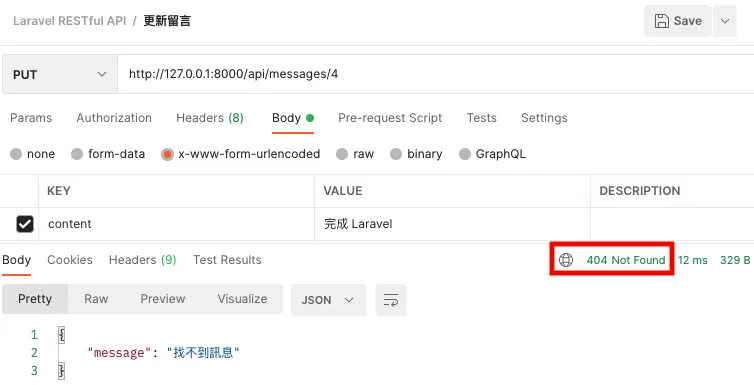 Laravel RESTful API / 更新留言
Save
PUT http://127.0.0.1:8000/api/messages/4
Params Authorization Headers (8) Body Pre-request Script Tests Settings
none form-data x-www-form-urlencoded raw binary GraphQL
KEY VALUE DESCRIPTION
content 完成 Laravel
Body Cookies Headers (9) Test Results 404 Not Found 12 ms 329 B
Pretty Raw Preview Visualize JSON
1 {
2 "message": "找不到訊息"
3 }